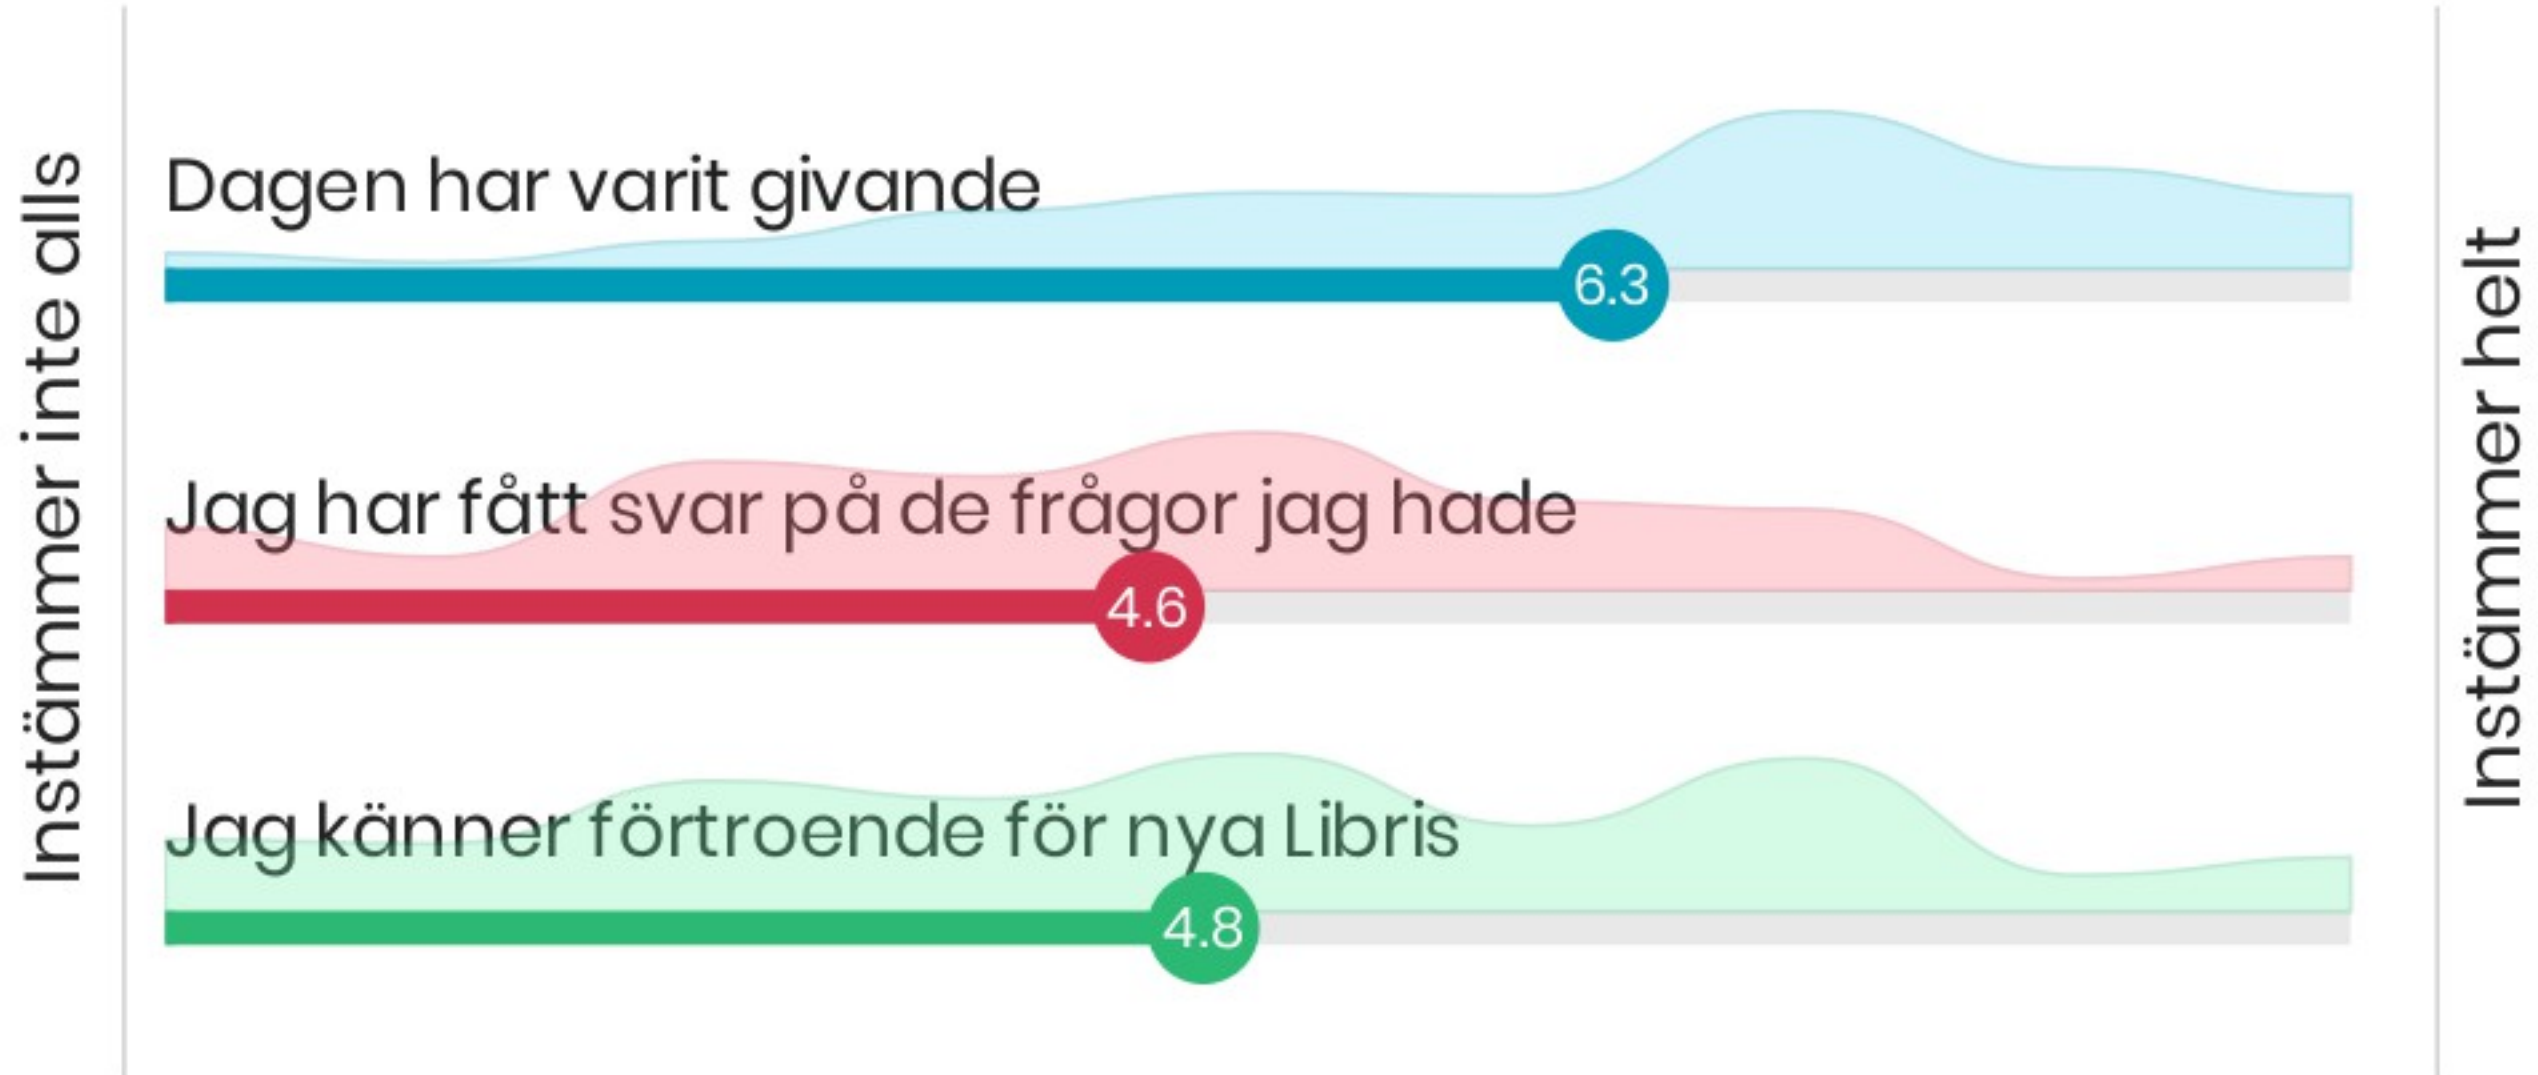 Instämmer inte alls
Dagen har varit givande
6.3
Jag har fått svar på de frågor jag hade
4.6
Jag känner förtroende för nya Libris
4.8
Instämmer helt